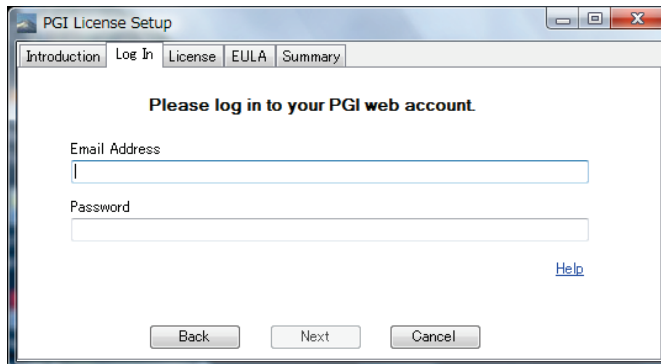 PGI License Setup
Introduction Log In License EULA Summary
Please log in to your PGI web account.
Email Address
Password
Help
Back Next Cancel